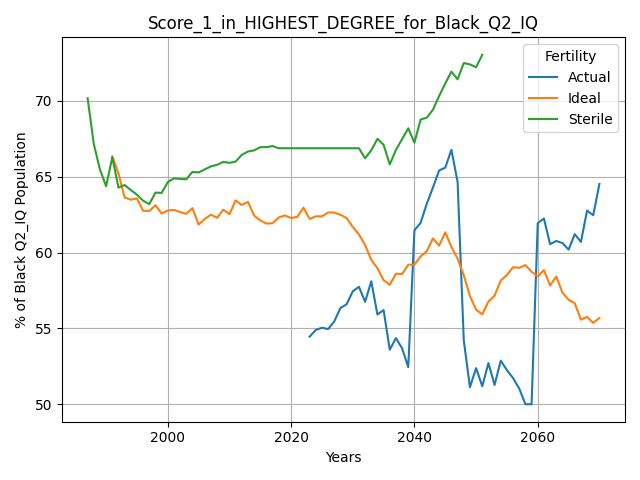 Score_1_in_HIGHEST_DEGREE_for_Black_Q2_IQ
% of Black Q2_IQ Population
70
65
60
55
50
Fertility
Actual
Ideal
Sterile
2000
2020
2040
2060
Years